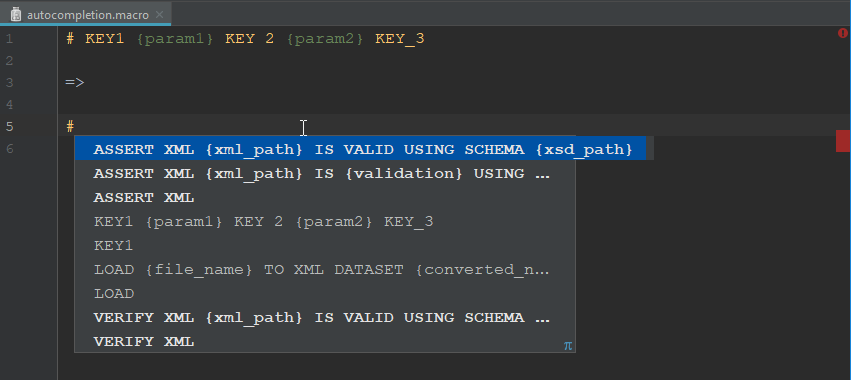 autocompletion.macro
1 # KEY1 {param1} KEY 2 {param2} KEY_3
2
3 =>
4
5 #
6
ASSERT XML {xml_path} IS VALID USING SCHEMA {xsd_path}
ASSERT XML {xml_path} IS {validation} USING ...
ASSERT XML
KEY1 {param1} KEY 2 {param2} KEY_3
KEY1
LOAD {file_name} TO XML DATASET {converted_n...
LOAD
VERIFY XML {xml_path} IS VALID USING SCHEMA ...
VERIFY XML
π